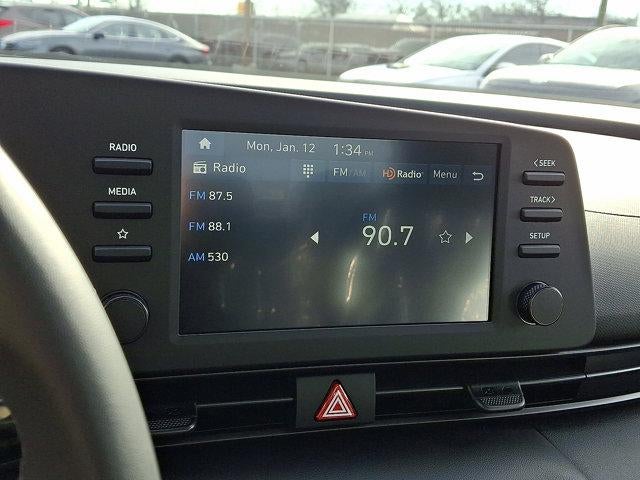 RADIO
MEDIA
Mon, Jan. 12 1:34 PM
Radio FM/AM HD Radio Menu
FM 87.5
FM 88.1
AM 530
FM
90.7
<SEEK
TRACK>
SETUP